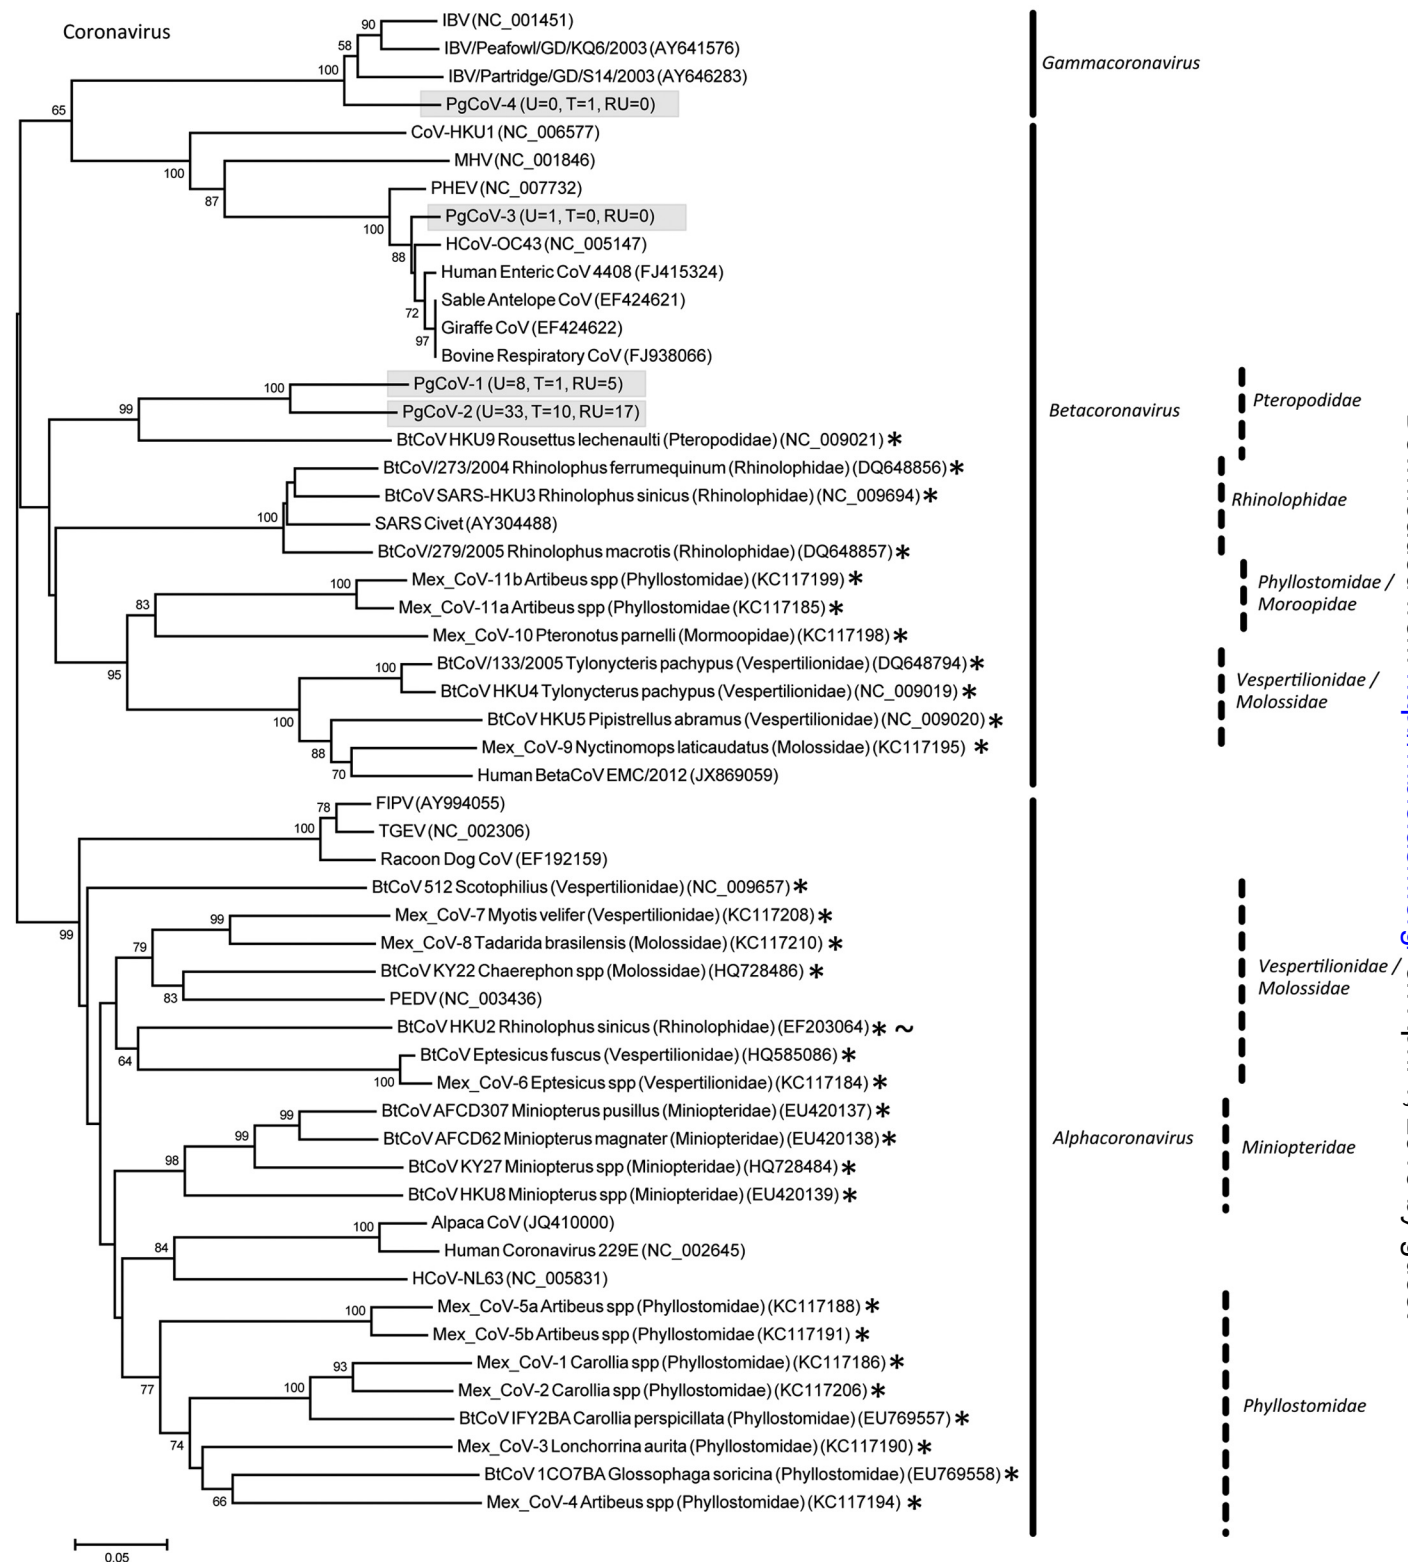 Coronavirus
90
IBV (NC_001451)
58
IBV/Peafowl/GD/KQ6/2003 (AY641576)
100
IBV/Partridge/GD/S14/2003 (AY646283)
Gammacoronavirus
65
PgCoV-4 (U=0, T=1, RU=0)
CoV-HKU1 (NC_006577)
100
MHV (NC_001846)
87
PHEV (NC_007732)
100
PgCoV-3 (U=1, T=0, RU=0)
88
HCoV-OC43 (NC_005147)
Human Enteric CoV 4408 (FJ415324)
72
Sable Antelope CoV (EF424621)
97
Giraffe CoV (EF424622)
Bovine Respiratory CoV (FJ938066)
100
PgCoV-1 (U=8, T=1, RU=5)
99
PgCoV-2 (U=33, T=10, RU=17)
Betacoronavirus
Pteropodidae
BtCoV HKU9 Rousettus lechenaulti (Pteropodidae) (NC_009021) *
BtCoV/273/2004 Rhinolophus ferrumequinum (Rhinolophidae) (DQ648856) *
BtCoV SARS-HKU3 Rhinolophus sinicus (Rhinolophidae) (NC_009694) *
Rhinolophidae
100
SARS Civet (AY304488)
BtCoV/279/2005 Rhinolophus macrotis (Rhinolophidae) (DQ648857) *
100
Mex_CoV-11b Artibeus spp (Phyllostomidae) (KC117199) *
Phyllostomidae /
Moroopidae
83
Mex_CoV-11a Artibeus spp (Phyllostomidae (KC117185) *
Mex_CoV-10 Pteronotus parnelli (Mormoopidae) (KC117198) *
95
100
BtCoV/133/2005 Tylonycteris pachypus (Vespertilionidae) (DQ648794) *
BtCoV HKU4 Tylonycterus pachypus (Vespertilionidae) (NC_009019) *
Vespertilionidae /
Molossidae
100
BtCoV HKU5 Pipistrellus abramus (Vespertilionidae) (NC_009020) *
88
Mex_CoV-9 Nyctinomops laticaudatus (Molossidae) (KC117195) *
70
Human BetaCoV EMC/2012 (JX869059)
78
FIPV (AY994055)
100
TGEV (NC_002306)
Racoon Dog CoV (EF192159)
BtCoV 512 Scotophilius (Vespertilionidae) (NC_009657) *
99
99
Mex_CoV-7 Myotis velifer (Vespertilionidae) (KC117208) *
79
Mex_CoV-8 Tadarida brasilensis (Molossidae) (KC117210) *
BtCoV KY22 Chaerephon spp (Molossidae) (HQ728486) *
Vespertilionidae /
Molossidae
83
PEDV (NC_003436)
BtCoV HKU2 Rhinolophus sinicus (Rhinolophidae) (EF203064) * ~
64
BtCoV Eptesicus fuscus (Vespertilionidae) (HQ585086) *
100
Mex_CoV-6 Eptesicus spp (Vespertilionidae) (KC117184) *
99
BtCoV AFCD307 Miniopterus pusillus (Miniopteridae) (EU420137) *
99
BtCoV AFCD62 Miniopterus magnater (Miniopteridae) (EU420138) *
Alphacoronavirus
Miniopteridae
98
BtCoV KY27 Miniopterus spp (Miniopteridae) (HQ728484) *
BtCoV HKU8 Miniopterus spp (Miniopteridae) (EU420139) *
100
Alpaca CoV (JQ410000)
84
Human Coronavirus 229E (NC_002645)
HCoV-NL63 (NC_005831)
100
Mex_CoV-5a Artibeus spp (Phyllostomidae) (KC117188) *
Mex_CoV-5b Artibeus spp (Phyllostomidae (KC117191) *
93
Mex_CoV-1 Carollia spp (Phyllostomidae) (KC117186) *
77
100
Mex_CoV-2 Carollia spp (Phyllostomidae) (KC117206) *
Phyllostomidae
BtCoV IFY2BA Carollia perspicillata (Phyllostomidae) (EU769557) *
74
Mex_CoV-3 Lonchorrina aurita (Phyllostomidae) (KC117190) *
BtCoV 1CO7BA Glossophaga soricina (Phyllostomidae) (EU769558) *
66
Mex_CoV-4 Artibeus spp (Phyllostomidae) (KC117194) *
0.05